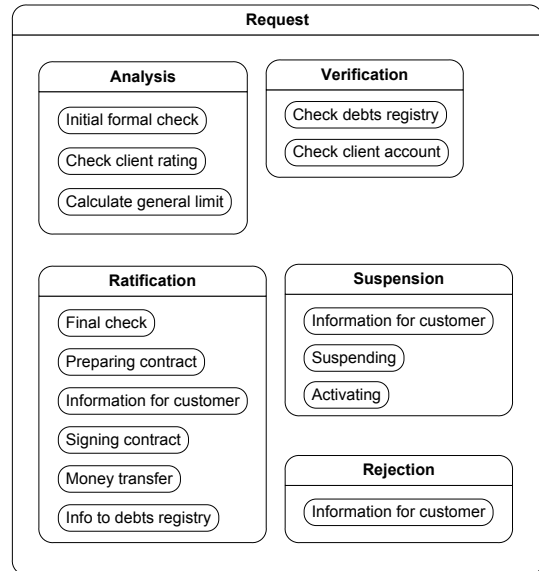 Request
Analysis
Initial formal check
Check client rating
Calculate general limit
Verification
Check debts registry
Check client account
Ratification
Final check
Preparing contract
Information for customer
Signing contract
Money transfer
Info to debts registry
Suspension
Information for customer
Suspending
Activating
Rejection
Information for customer